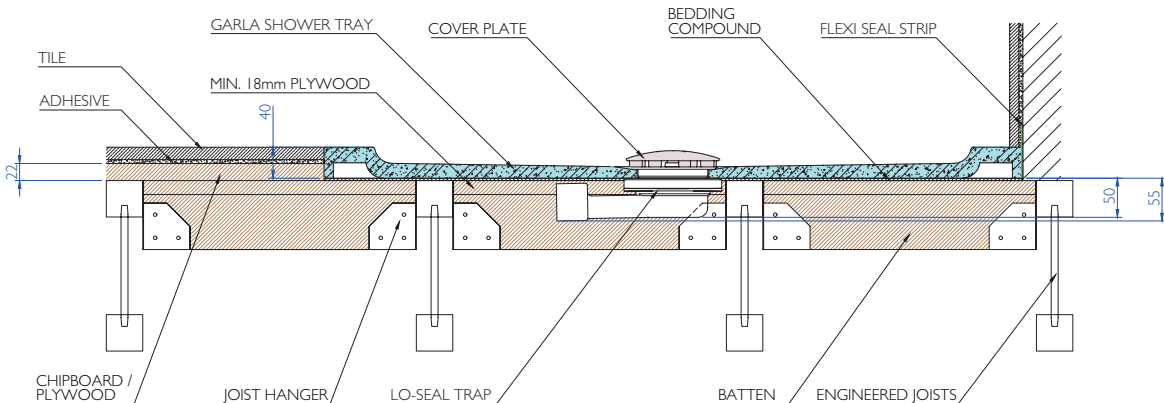 GARLA SHOWER TRAY
COVER PLATE
BEDDING
COMPOUND
FLEXI SEAL STRIP
TILE
MIN. 18mm PLYWOOD
ADHESIVE
40
22
50
55
CHIPBOARD /
PLYWOOD
JOIST HANGER
LO-SEAL TRAP
BATTEN
ENGINEERED JOISTS